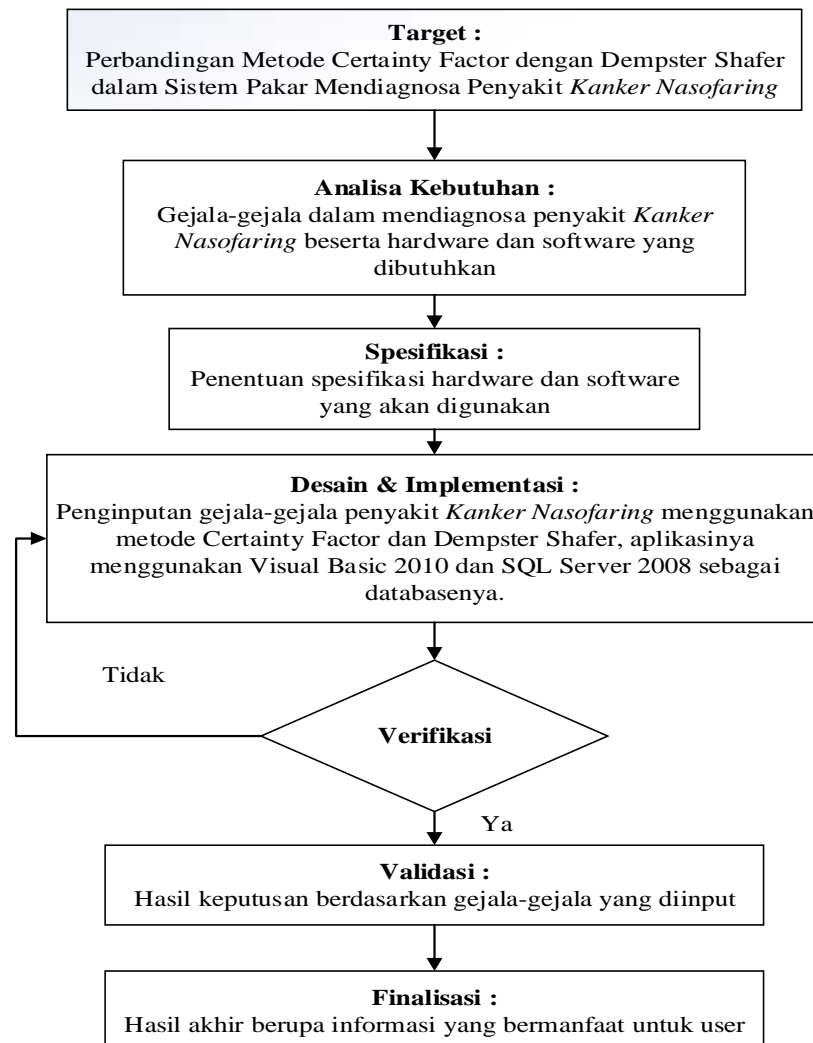 Target :
Perbandingan Metode Certainty Factor dengan Dempster Shafer
dalam Sistem Pakar Mendiagnosa Penyakit Kanker Nasofaring
Analisa Kebutuhan :
Gejala-gejala dalam mendiagnosa penyakit Kanker
Nasofaring beserta hardware dan software yang
dibutuhkan
Spesifikasi :
Penentuan spesifikasi hardware dan software
yang akan digunakan
Desain & Implementasi :
Penginputan gejala-gejala penyakit Kanker Nasofaring menggunakan
metode Certainty Factor dan Dempster Shafer, aplikasinya
menggunakan Visual Basic 2010 dan SQL Server 2008 sebagai
databasenya.
Tidak
Verifikasi
Ya
Validasi :
Hasil keputusan berdasarkan gejala-gejala yang diinput
Finalisasi :
Hasil akhir berupa informasi yang bermanfaat untuk user